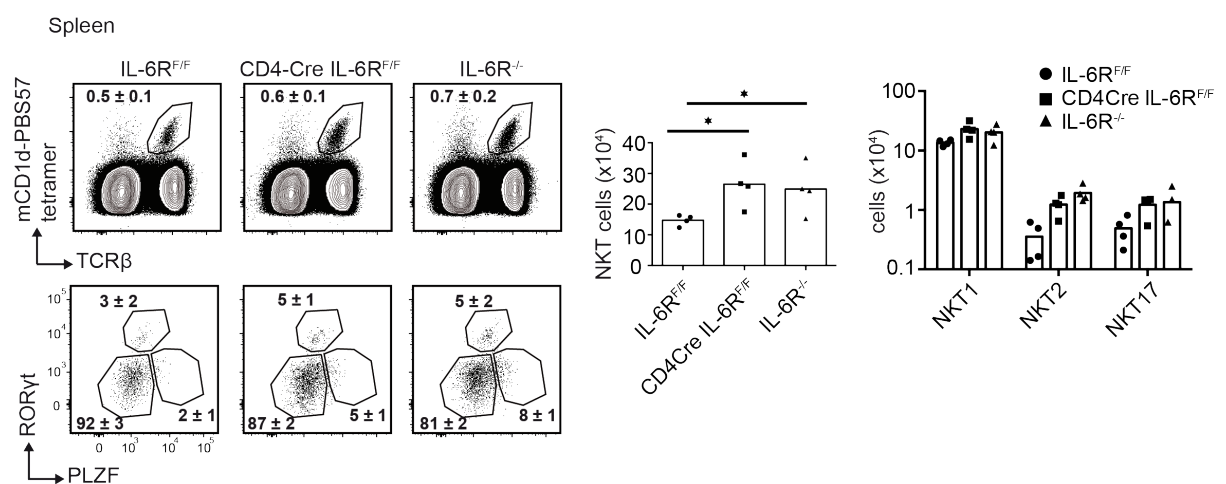 Spleen
IL-6R^F/F
CD4-Cre IL-6R^F/F
IL-6R^-/-
mCD1d-PBS57
tetramer
0.5 ± 0.1
0.6 ± 0.1
0.7 ± 0.2
TCRβ
RORγt
10^5
10^4
10^3
0
3 ± 2
92 ± 3
2 ± 1
5 ± 1
87 ± 2
5 ± 1
5 ± 2
81 ± 2
8 ± 1
0
10^3
10^4
10^5
PLZF
NKT cells (x10^4)
40
30
20
10
0
*
*
IL-6R^F/F
CD4Cre IL-6R^F/F
IL-6R^-/-
cells (x10^4)
100
10
1
0.1
NKT1
NKT2
NKT17
IL-6R^F/F
CD4Cre IL-6R^F/F
IL-6R^-/-